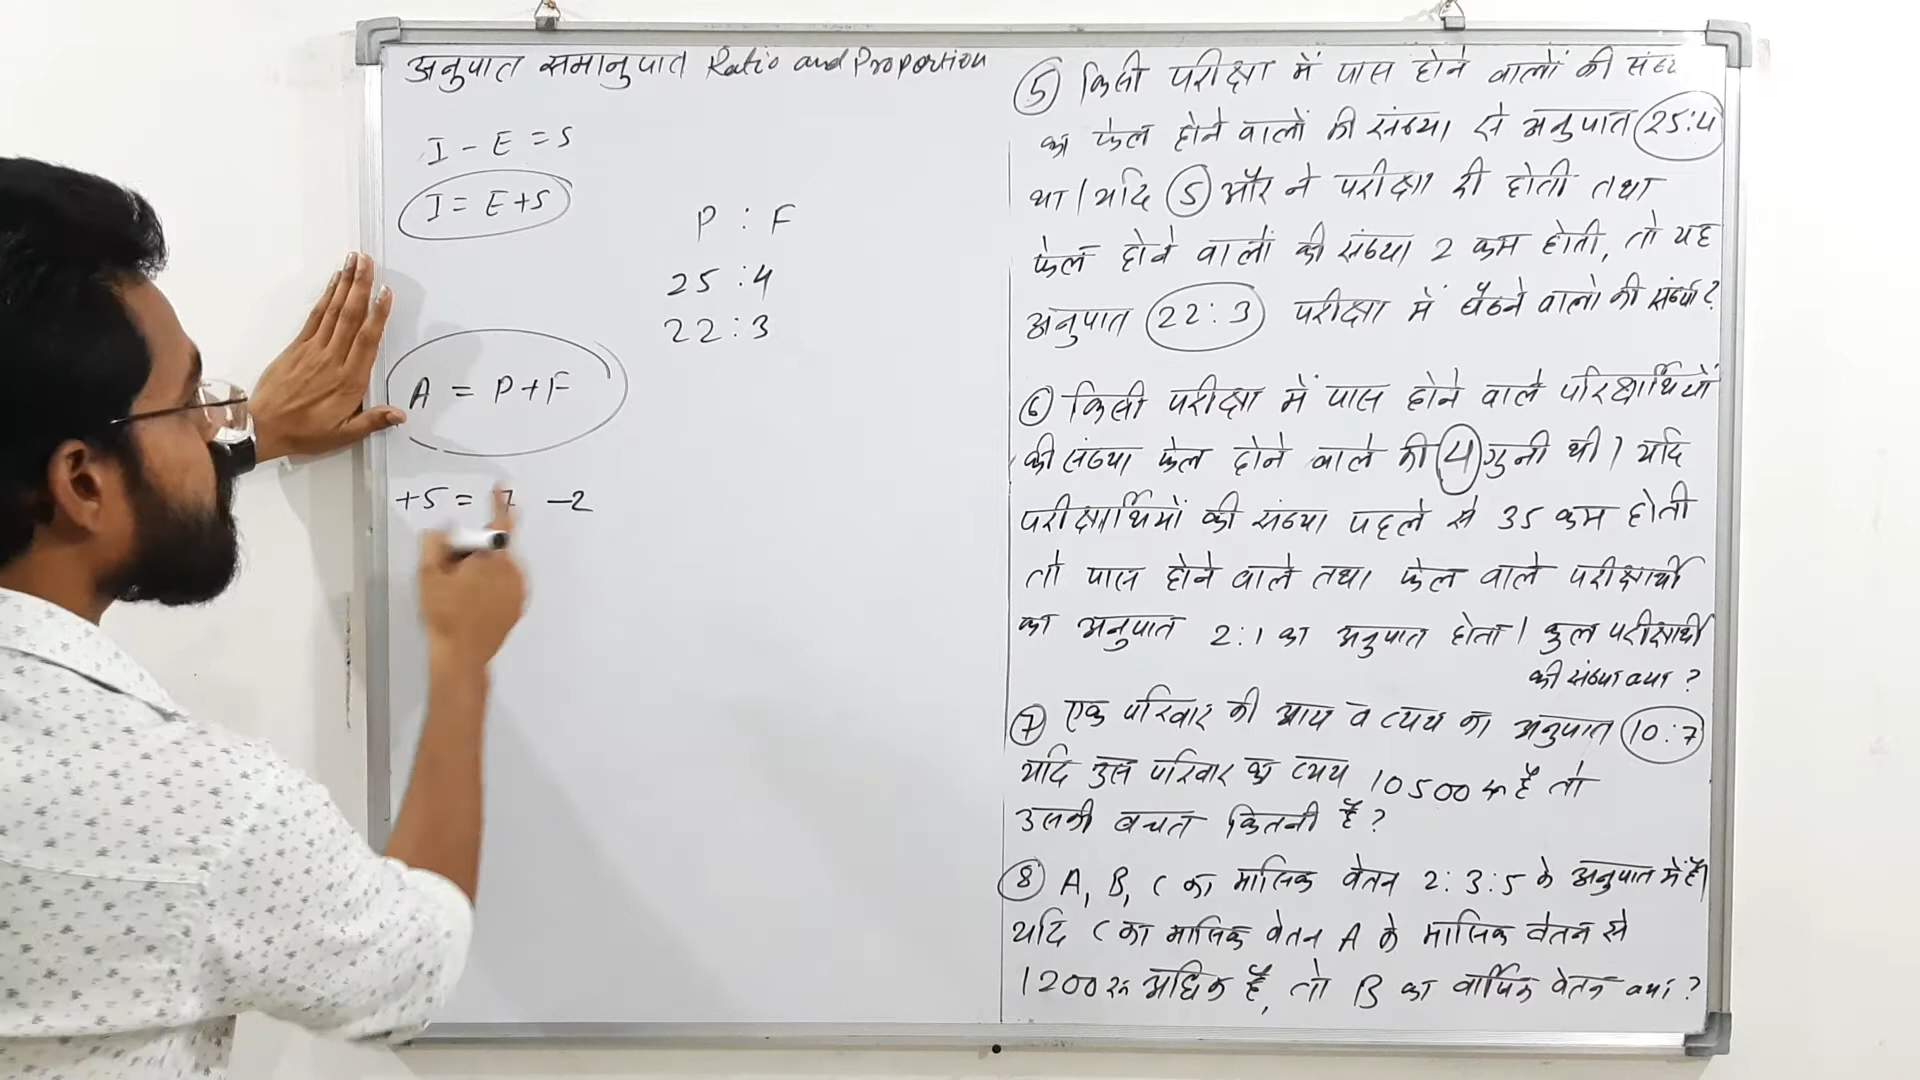 अनुपात समानुपात Ratio and Proportion
I - E = S
I = E+S
P : F
25 : 4
22 : 3
A = P+F
+5 = 7 -2
⑤ किसी परीक्षा में पास होने वालों की संख्
का फेल होने वालों की संख्या से अनुपात 25:4
था। यदि 5 और ने परीक्षा दी होती तथा
फेल होने वालों की संख्या 2 कम होती, तो यह
अनुपात 22:3 परीक्षा में बैठने वालो की संख्या?
⑥ किसी परीक्षा में पास होने वाले परिक्षार्थियों
की संख्या फेल होने वाले की 4 गुनी थी। यदि
परीक्षार्थियों की संख्या पहले से 35 कम होती
तो पास होने वाले तथा फेल वाले परीक्षार्थी
का अनुपात 2:1 का अनुपात होता। कुल परीक्षार्थी
की संख्या क्या ?
⑦ एक परिवार की आय व व्यय का अनुपात 10:7
यदि उस परिवार का व्यय 10500 रू है तो
उसकी बचत कितनी है?
⑧ A, B, C का मासिक वेतन 2:3:5 के अनुपात में है।
यदि C का मासिक वेतन A के मासिक वेतन से
1200 रू अधिक है, तो B का वार्षिक वेतन क्या ?